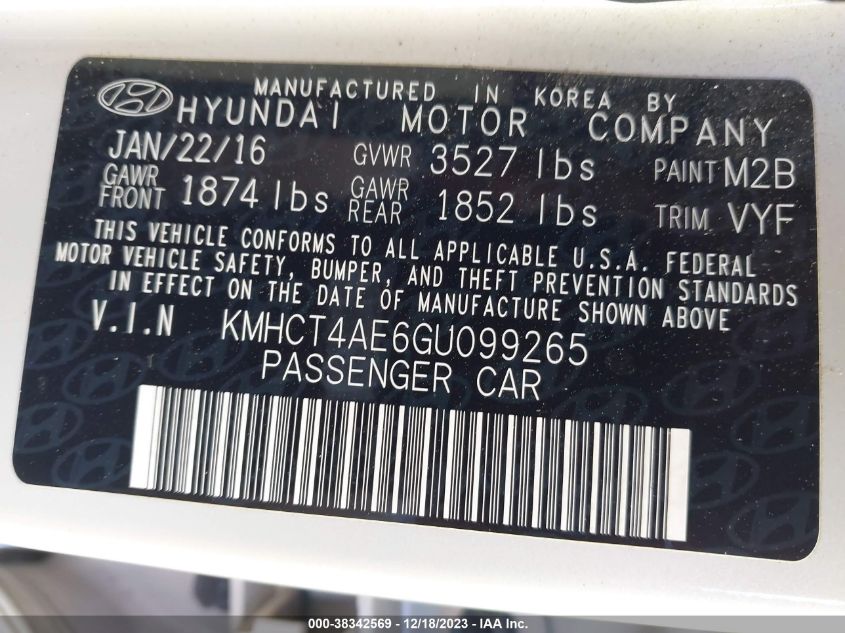 MANUFACTURED IN KOREA BY
HYUNDAI MOTOR COMPANY
JAN/22/16 GVWR 3527 lbs PAINT M2B
GAWR FRONT 1874 lbs GAWR REAR 1852 lbs TRIM VYF
THIS VEHICLE CONFORMS TO ALL APPLICABLE U.S.A. FEDERAL
MOTOR VEHICLE SAFETY, BUMPER, AND THEFT PREVENTION STANDARDS
IN EFFECT ON THE DATE OF MANUFACTURE SHOWN ABOVE
V.I.N KMHCT4AE6GU099265
PASSENGER CAR
000-38342569 - 12/18/2023 - IAA Inc.